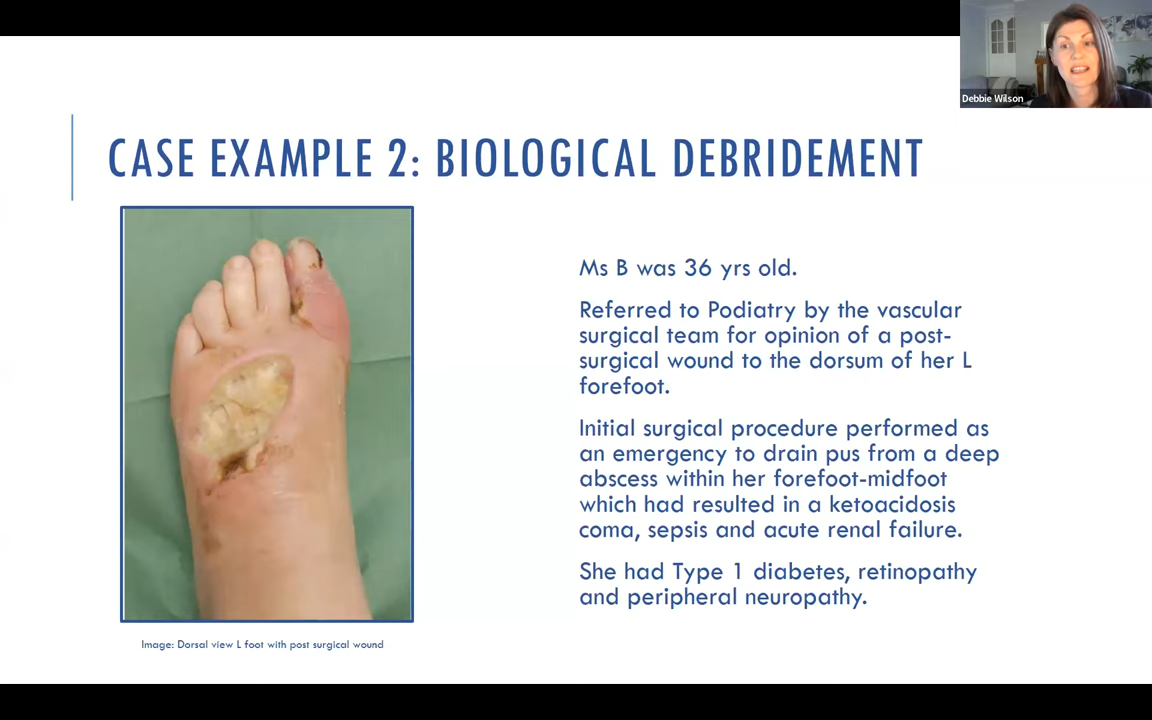 Debbie Wilson
CASE EXAMPLE 2: BIOLOGICAL DEBRIDEMENT
Ms B was 36 yrs old.
Referred to Podiatry by the vascular
surgical team for opinion of a post-
surgical wound to the dorsum of her L
forefoot.
Initial surgical procedure performed as
an emergency to drain pus from a deep
abscess within her forefoot-midfoot
which had resulted in a ketoacidosis
coma, sepsis and acute renal failure.
She had Type 1 diabetes, retinopathy
and peripheral neuropathy.
Image: Dorsal view L foot with post surgical wound